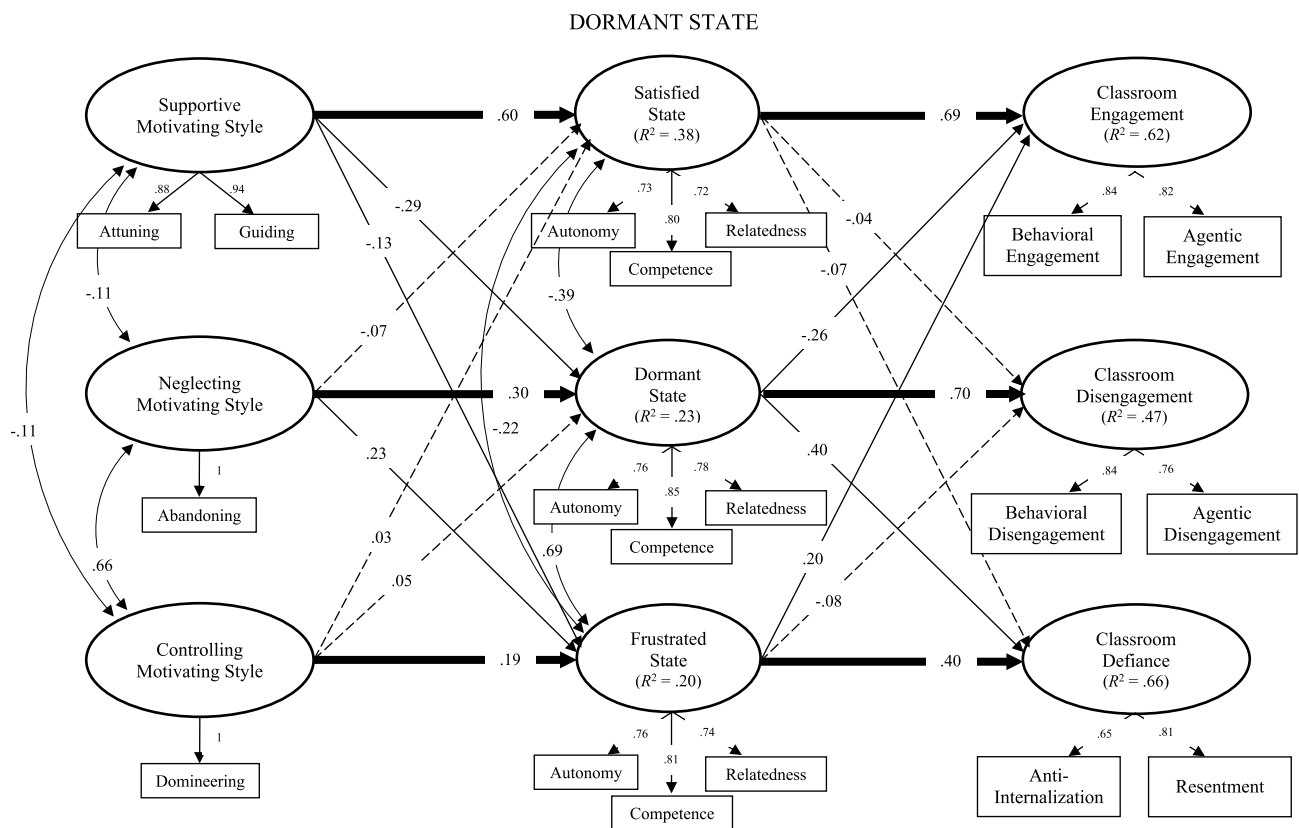 DORMANT STATE
Supportive
Motivating Style
.60
Satisfied
State
(R² = .38)
.69
Classroom
Engagement
(R² = .62)
.88
.94
Attuning
Guiding
-.29
-.13
.73
.80
.72
Autonomy
Relatedness
Competence
-.04
-.07
.84
.82
Behavioral
Engagement
Agentic
Engagement
-.11
-.07
-.39
-.26
Neglecting
Motivating Style
.30
Dormant
State
(R² = .23)
.70
Classroom
Disengagement
(R² = .47)
-.11
.23
-.22
.40
1
Abandoning
.76
.85
.78
Autonomy
Relatedness
Competence
.84
.76
Behavioral
Disengagement
Agentic
Disengagement
.66
.03
.05
.69
.20
-.08
Controlling
Motivating Style
.19
Frustrated
State
(R² = .20)
.40
Classroom
Defiance
(R² = .66)
1
Domineering
.76
.81
.74
Autonomy
Relatedness
Competence
.65
.81
Anti-
Internalization
Resentment